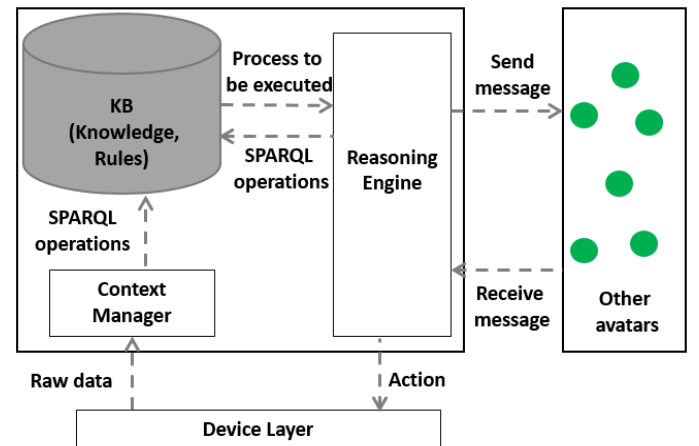 Process to
be executed
KB
(Knowledge,
Rules)
SPARQL
operations
Reasoning
Engine
Send
message
SPARQL
operations
Context
Manager
Receive
message
Other
avatars
Raw data
Action
Device Layer